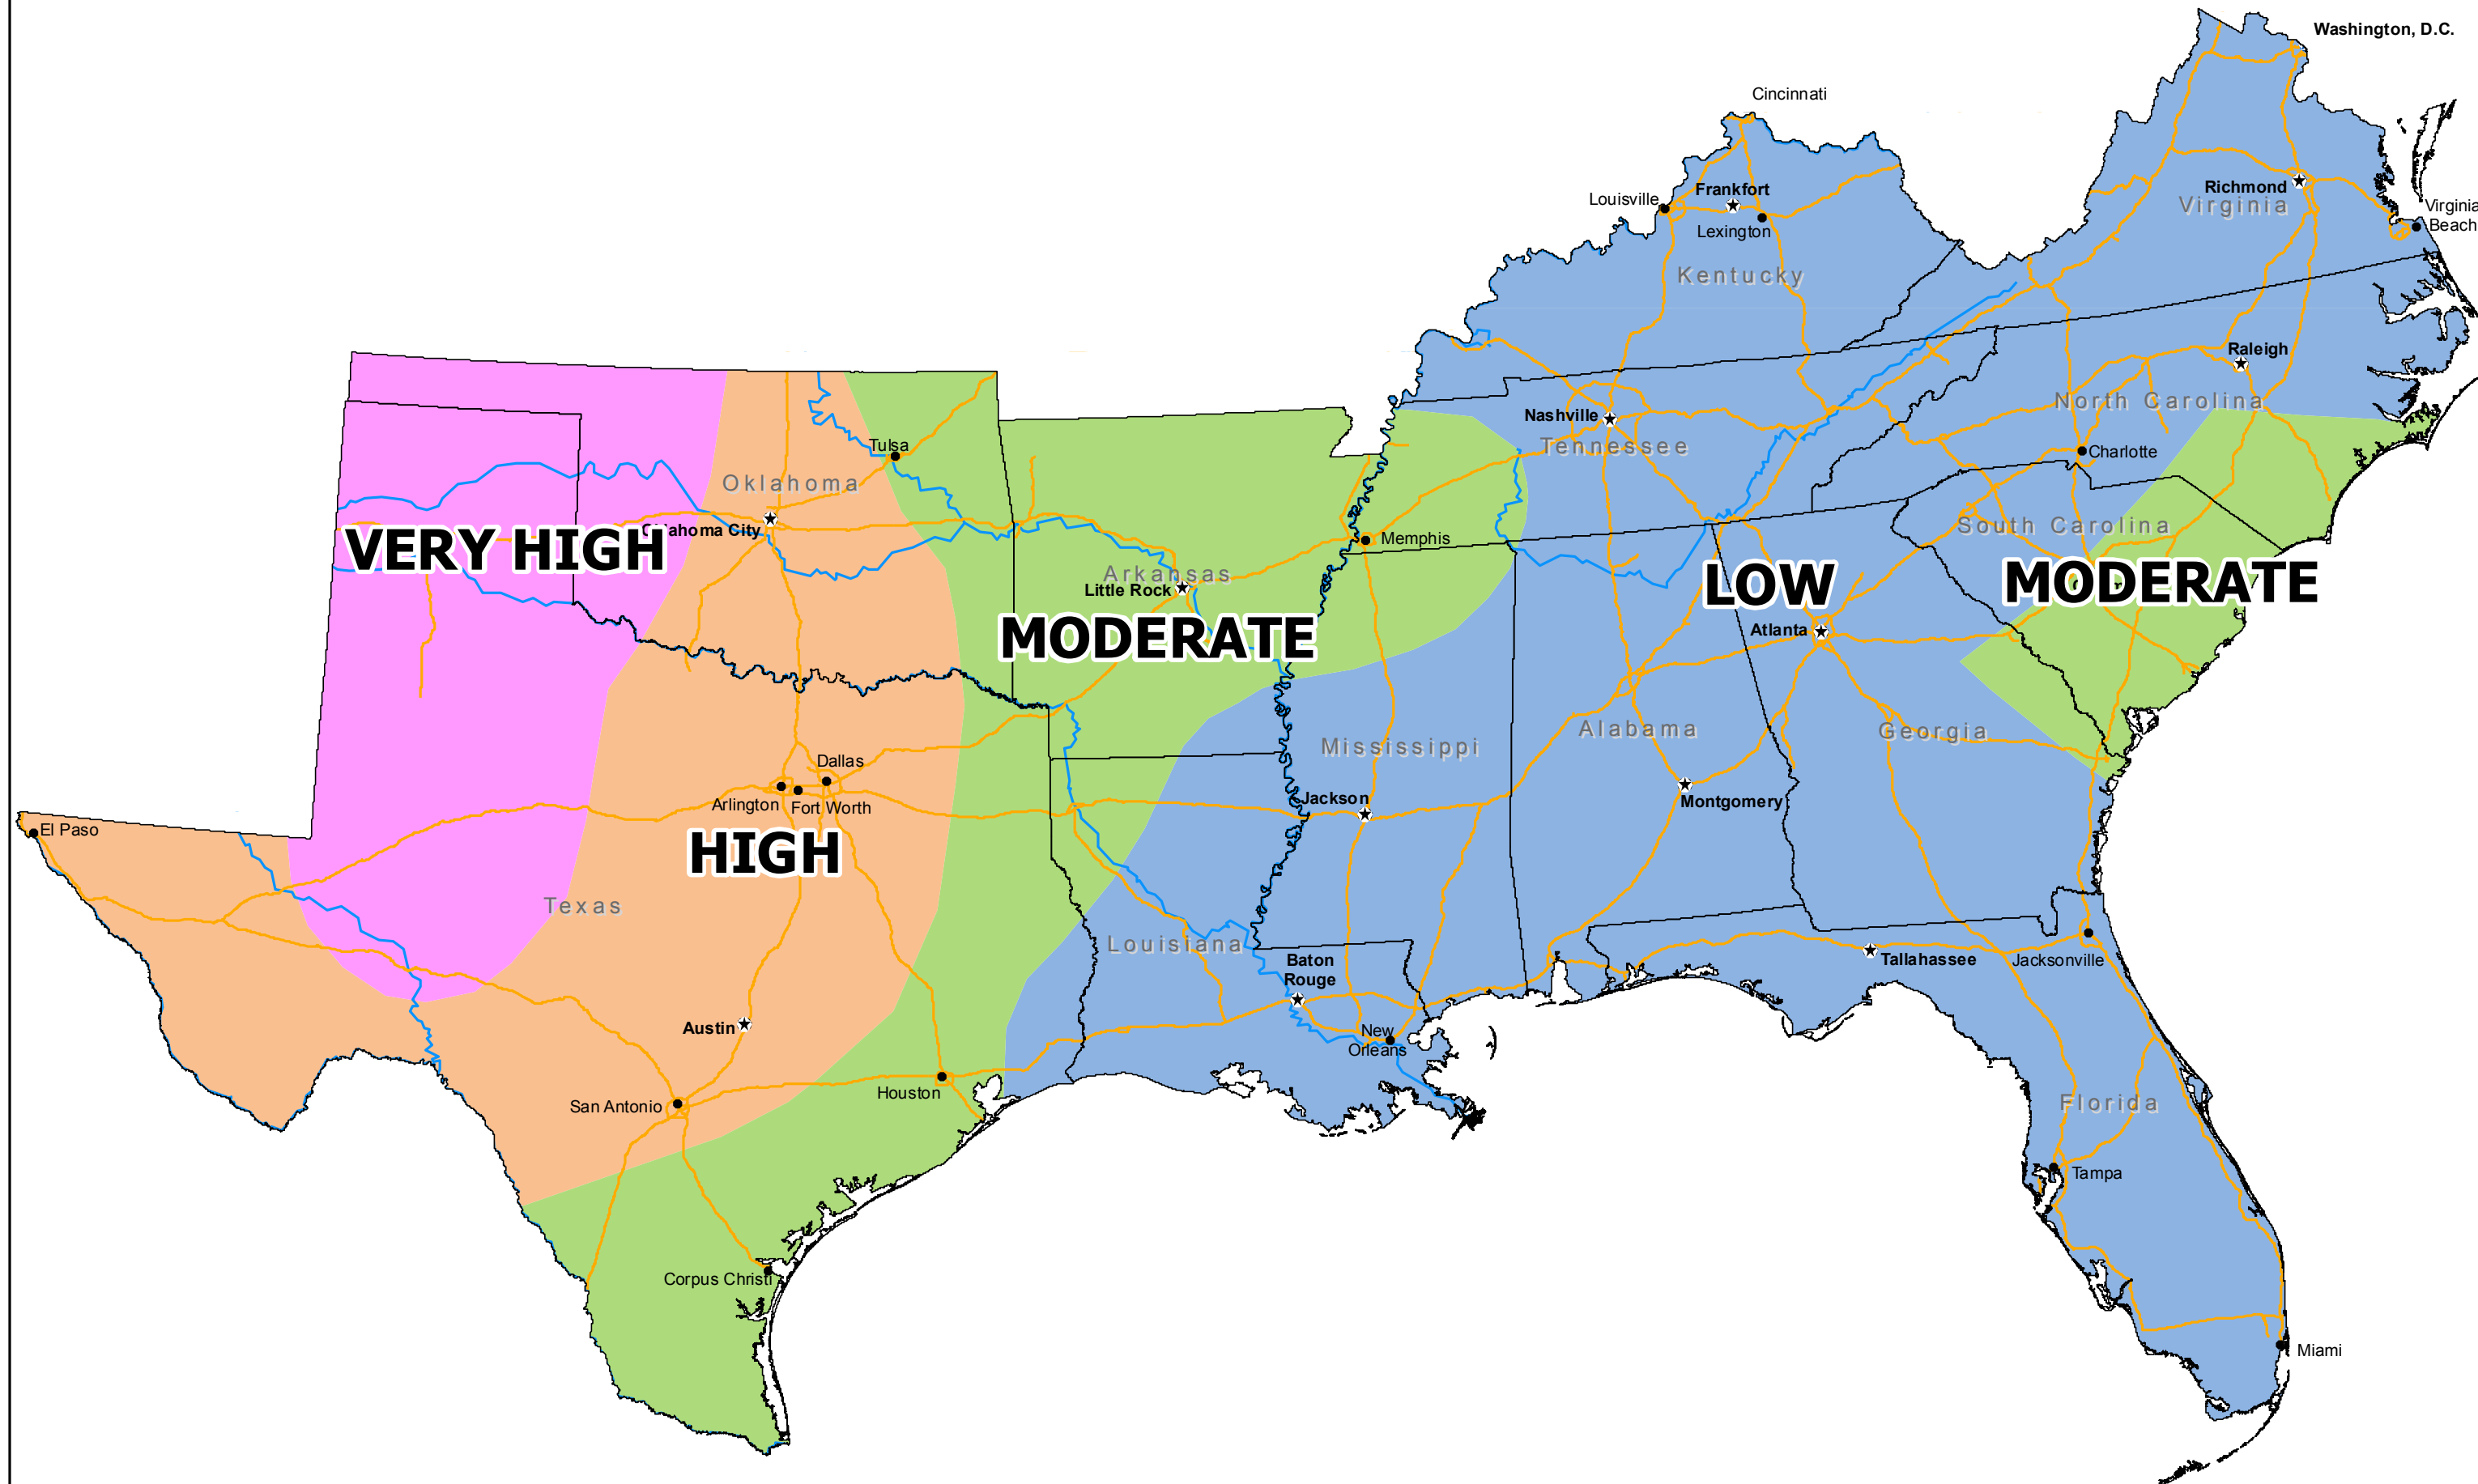 Washington, D.C.
Cincinnati
Louisville
Frankfort
Lexington
Richmond
Virginia
Virginia
Beach
Kentucky
Raleigh
North Carolina
Nashville
Tennessee
Charlotte
Tulsa
Oklahoma
Oklahoma City
VERY HIGH
Memphis
South Carolina
Arkansas
Little Rock
LOW
MODERATE
MODERATE
Atlanta
Mississippi
Alabama
Georgia
Dallas
Arlington
Fort Worth
Jackson
Montgomery
El Paso
HIGH
Texas
Louisiana
Baton
Rouge
Tallahassee
Jacksonville
Austin
New
Orleans
San Antonio
Houston
Florida
Tampa
Corpus Christi
Miami